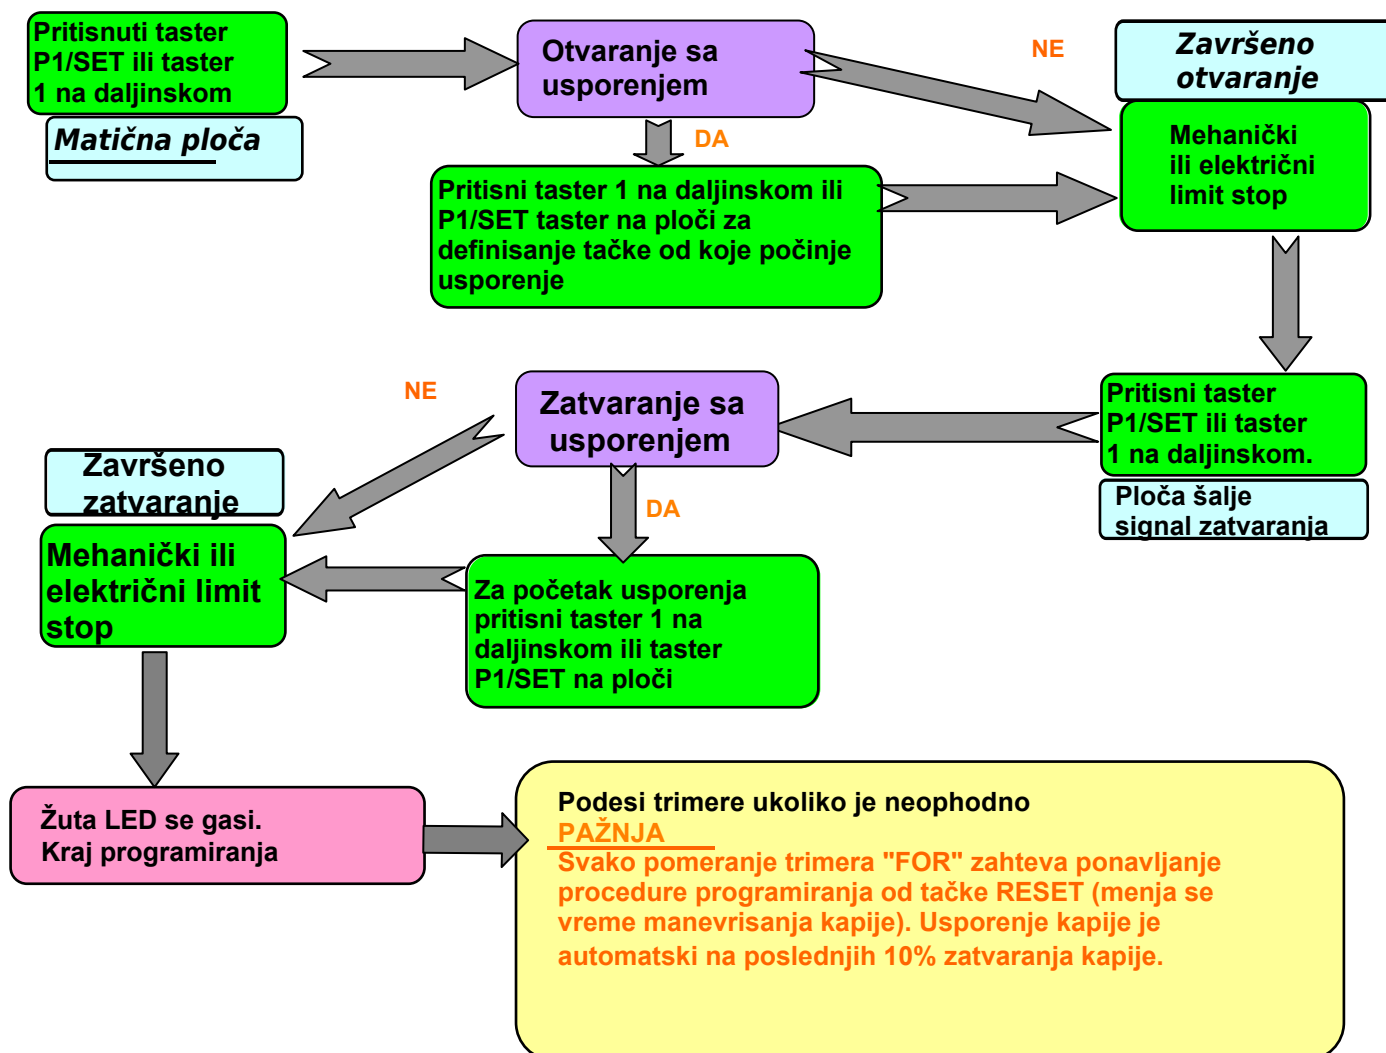 Pritisnuti taster
P1/SET ili taster
1 na daljinskom
Matična ploča
Otvaranje sa
usporenjem
NE
Završeno
otvaranje
Mehanički
ili električni
limit stop
DA
Pritisni taster 1 na daljinskom ili
P1/SET taster na ploči za
definisanje tačke od koje počinje
usporenje
Pritisni taster
P1/SET ili taster
1 na daljinskom.
Ploča šalje
signal zatvaranja
Zatvaranje sa
usporenjem
NE
Završeno
zatvaranje
Mehanički ili
električni limit
stop
DA
Za početak usporenja
pritisni taster 1 na
daljinskom ili taster
P1/SET na ploči
Žuta LED se gasi.
Kraj programiranja
Podesi trimere ukoliko je neophodno
PAŽNJA
Svako pomeranje trimera "FOR" zahteva ponavljanje
procedure programiranja od tačke RESET (menja se
vreme manevrisanja kapije). Usporenje kapije je
automatski na poslednjih 10% zatvaranja kapije.